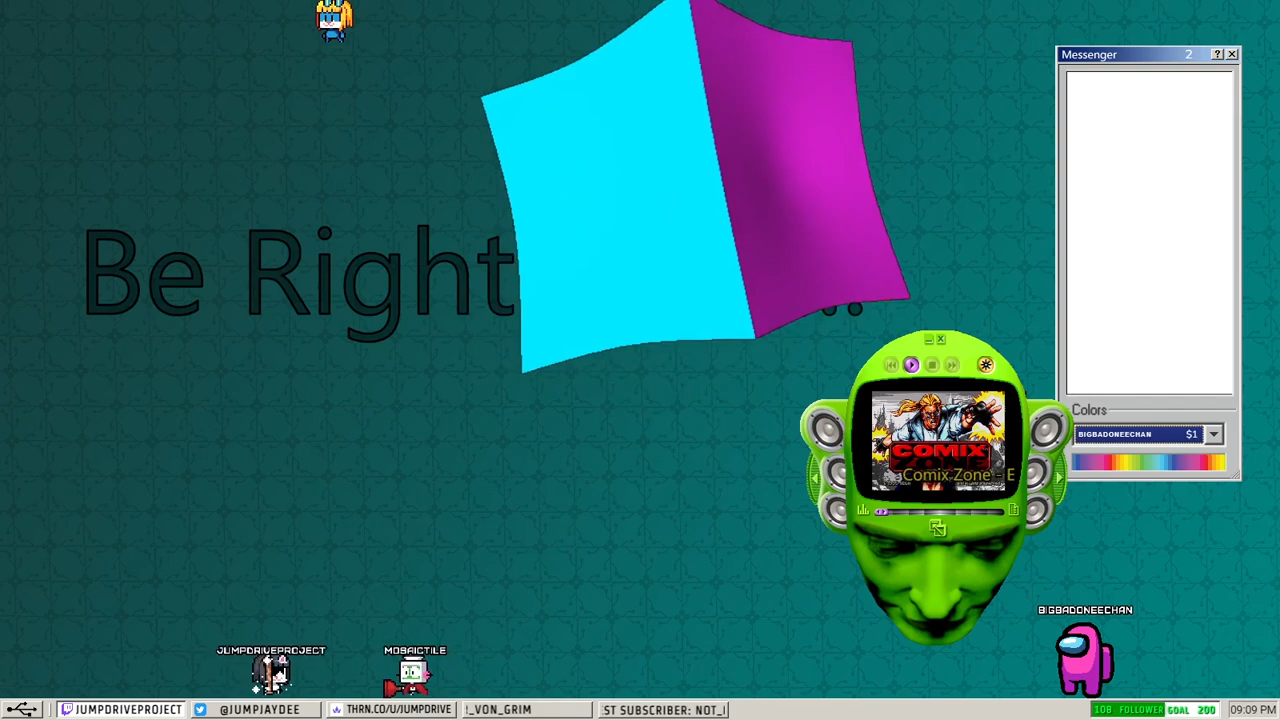 Messenger 2
Be Right
..
Colors
BIGBADONEECHAN $1
COMIX
ZONE
Comix Zone - E
BIGBADONEECHAN
JUMPDRIVEPROJECT
MOBAICTILE
JUMPDRIVEPROJECT
@JUMPJAYDEE
THRN.CO/U/JUMPDRIVE
!_VON_GRIM
ST SUBSCRIBER: NOT_I
108 FOLLOWER GOAL 200
09:09 PM